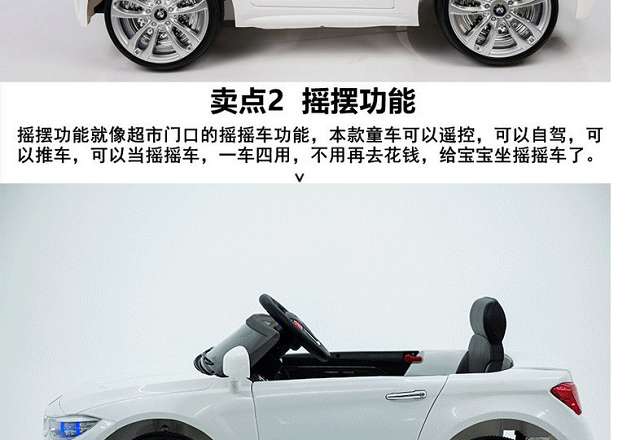 卖点2 摇摆功能
摇摆功能就像超市门口的摇摇车功能，本款童车可以遥控，可以自驾，可
以推车，可以当摇摇车，一车四用，不用再去花钱，给宝宝坐摇摇车了。